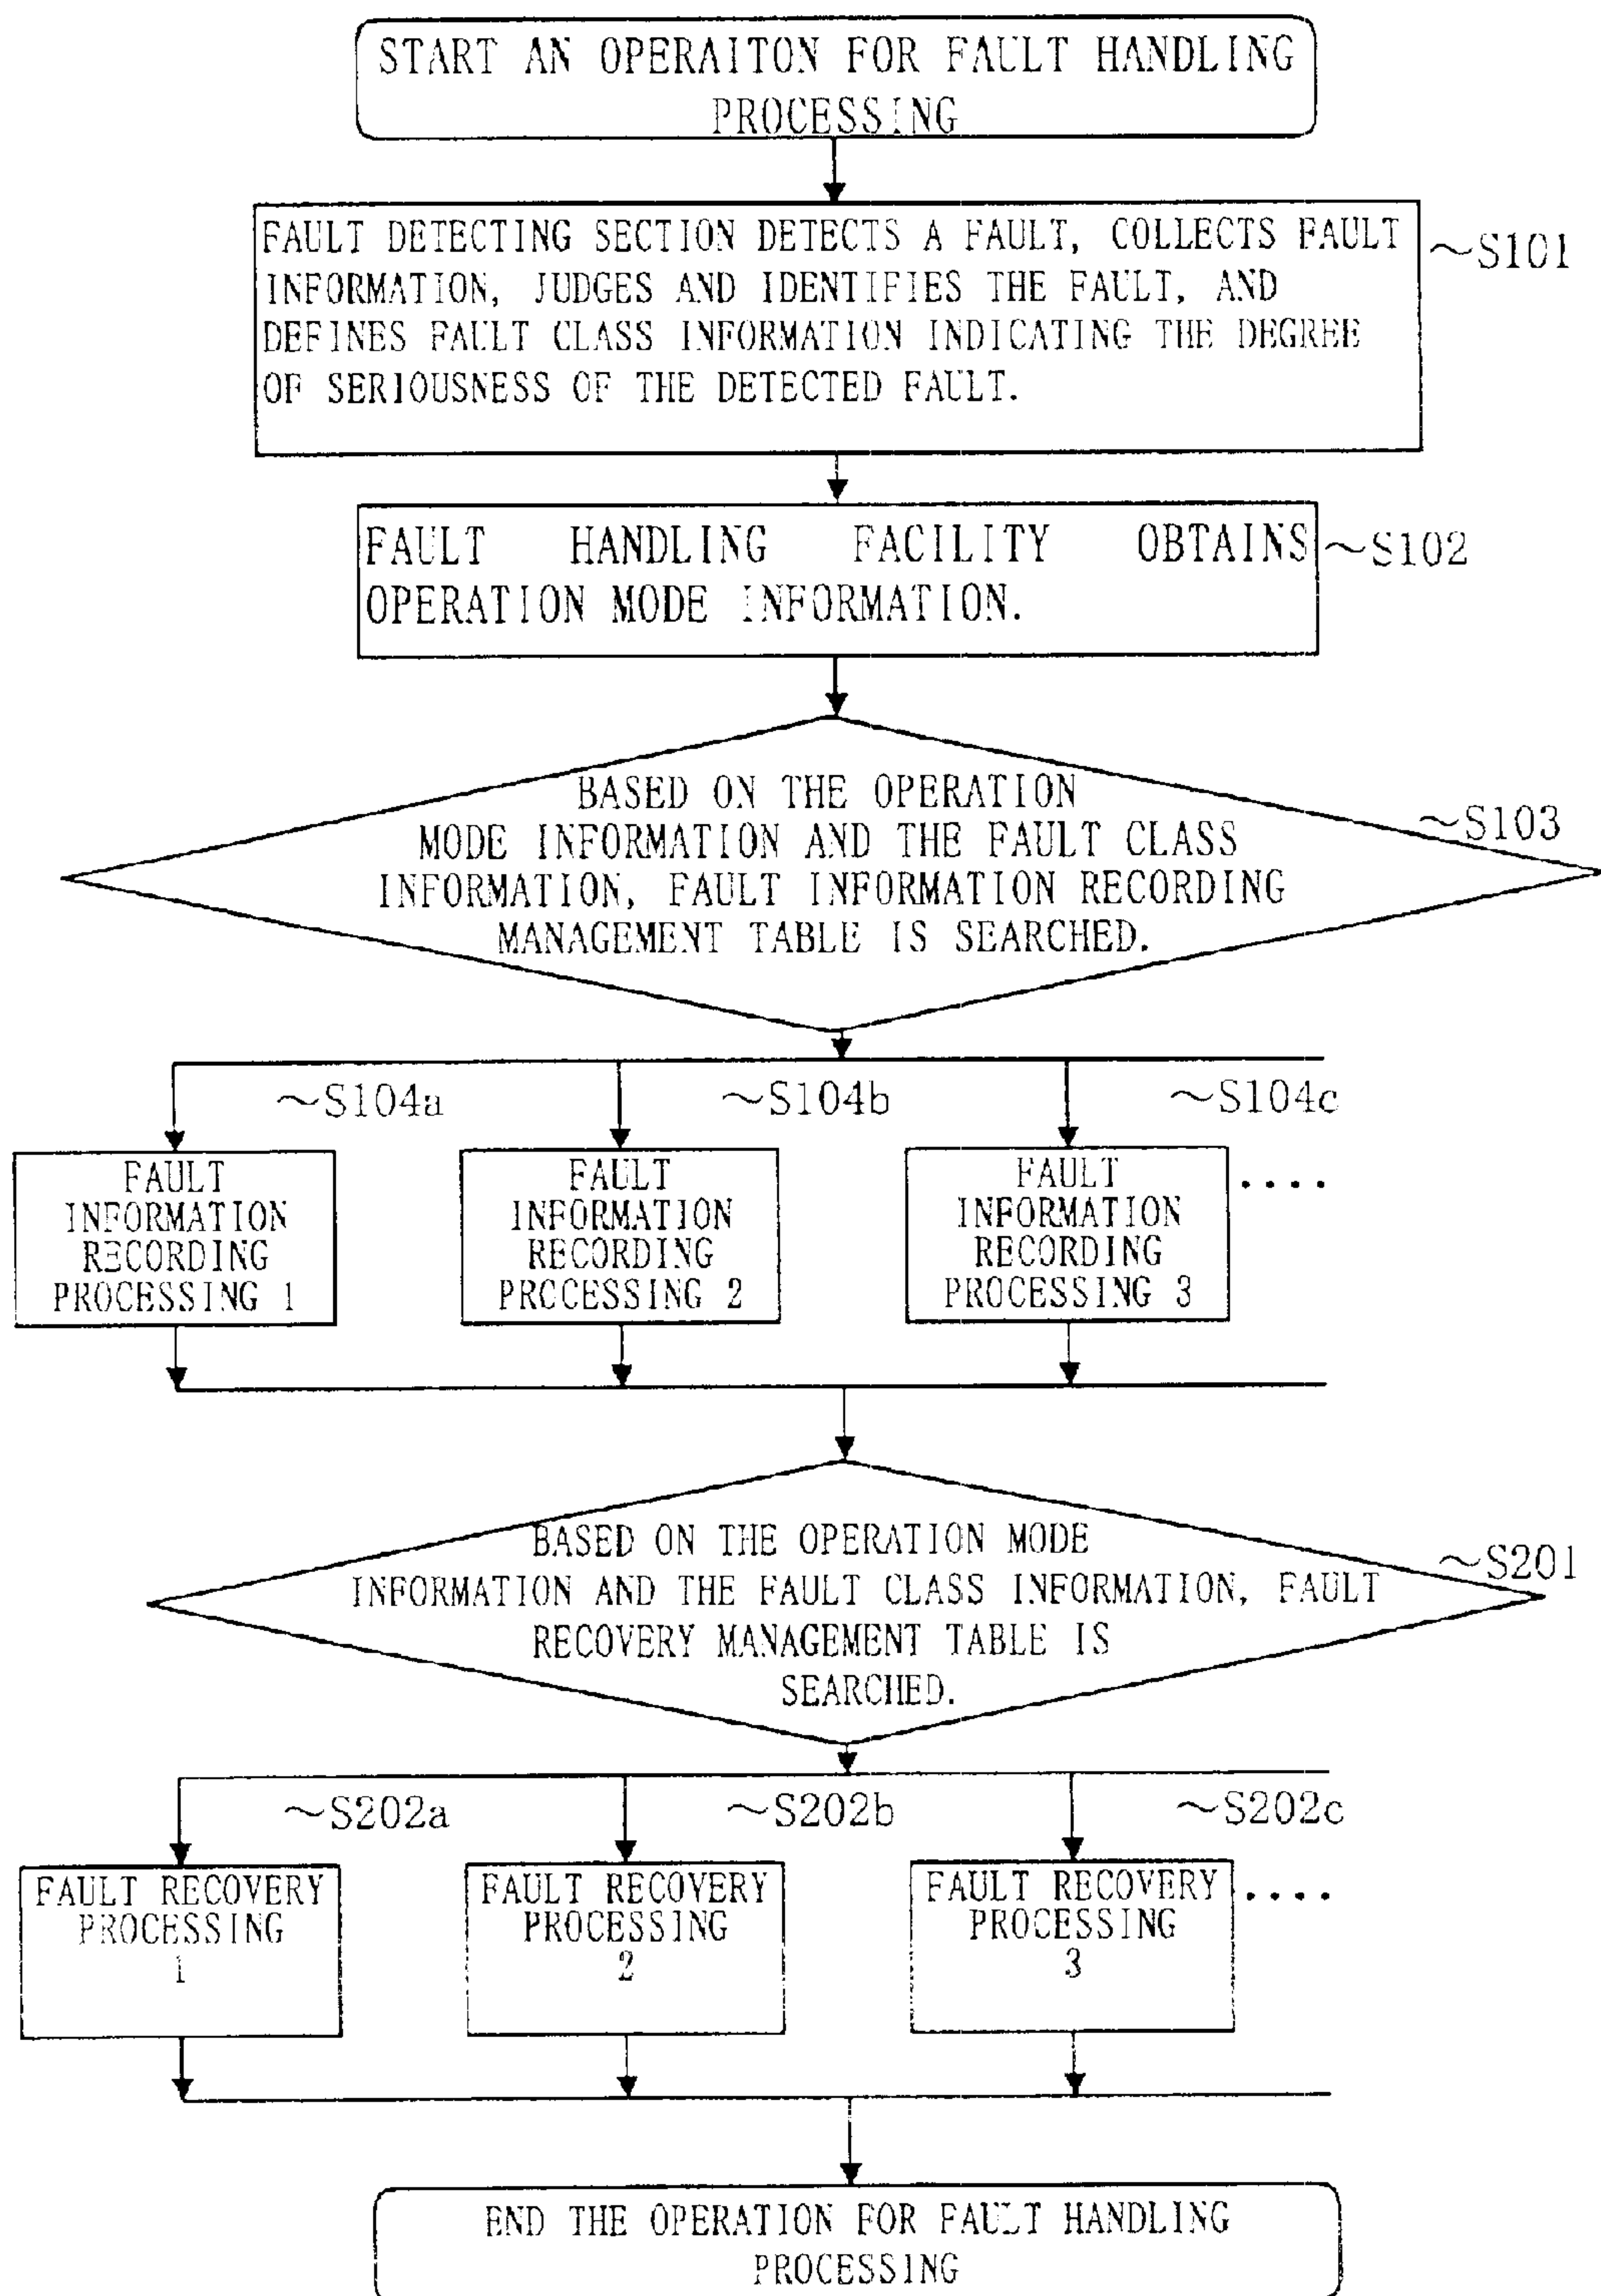 START AN OPERAITON FOR FAULT HANDLING
PROCESSING
FAULT DETECTING SECTION DETECTS A FAULT, COLLECTS FAULT
INFORMATION, JUDGES AND IDENTIFIES THE FAULT, AND
DEFINES FAULT CLASS INFORMATION INDICATING THE DEGREE
OF SERIOUSNESS OF THE DETECTED FAULT.
~S101
FAULT HANDLING FACILITY OBTAINS
OPERATION MODE INFORMATION.
~S102
BASED ON THE OPERATION
MODE INFORMATION AND THE FAULT CLASS
INFORMATION, FAULT INFORMATION RECORDING
MANAGEMENT TABLE IS SEARCHED.
~S103
~S104a
~S104b
~S104c
FAULT
INFORMATION
RECORDING
PROCESSING 1
FAULT
INFORMATION
RECORDING
PROCESSING 2
FAULT
INFORMATION
RECORDING
PROCESSING 3
....
BASED ON THE OPERATION MODE
INFORMATION AND THE FAULT CLASS INFORMATION, FAULT
RECOVERY MANAGEMENT TABLE IS
SEARCHED.
~S201
~S202a
~S202b
~S202c
FAULT RECOVERY
PROCESSING
1
FAULT RECOVERY
PROCESSING
2
FAULT RECOVERY
PROCESSING
3
....
END THE OPERATION FOR FAULT HANDLING
PROCESSING